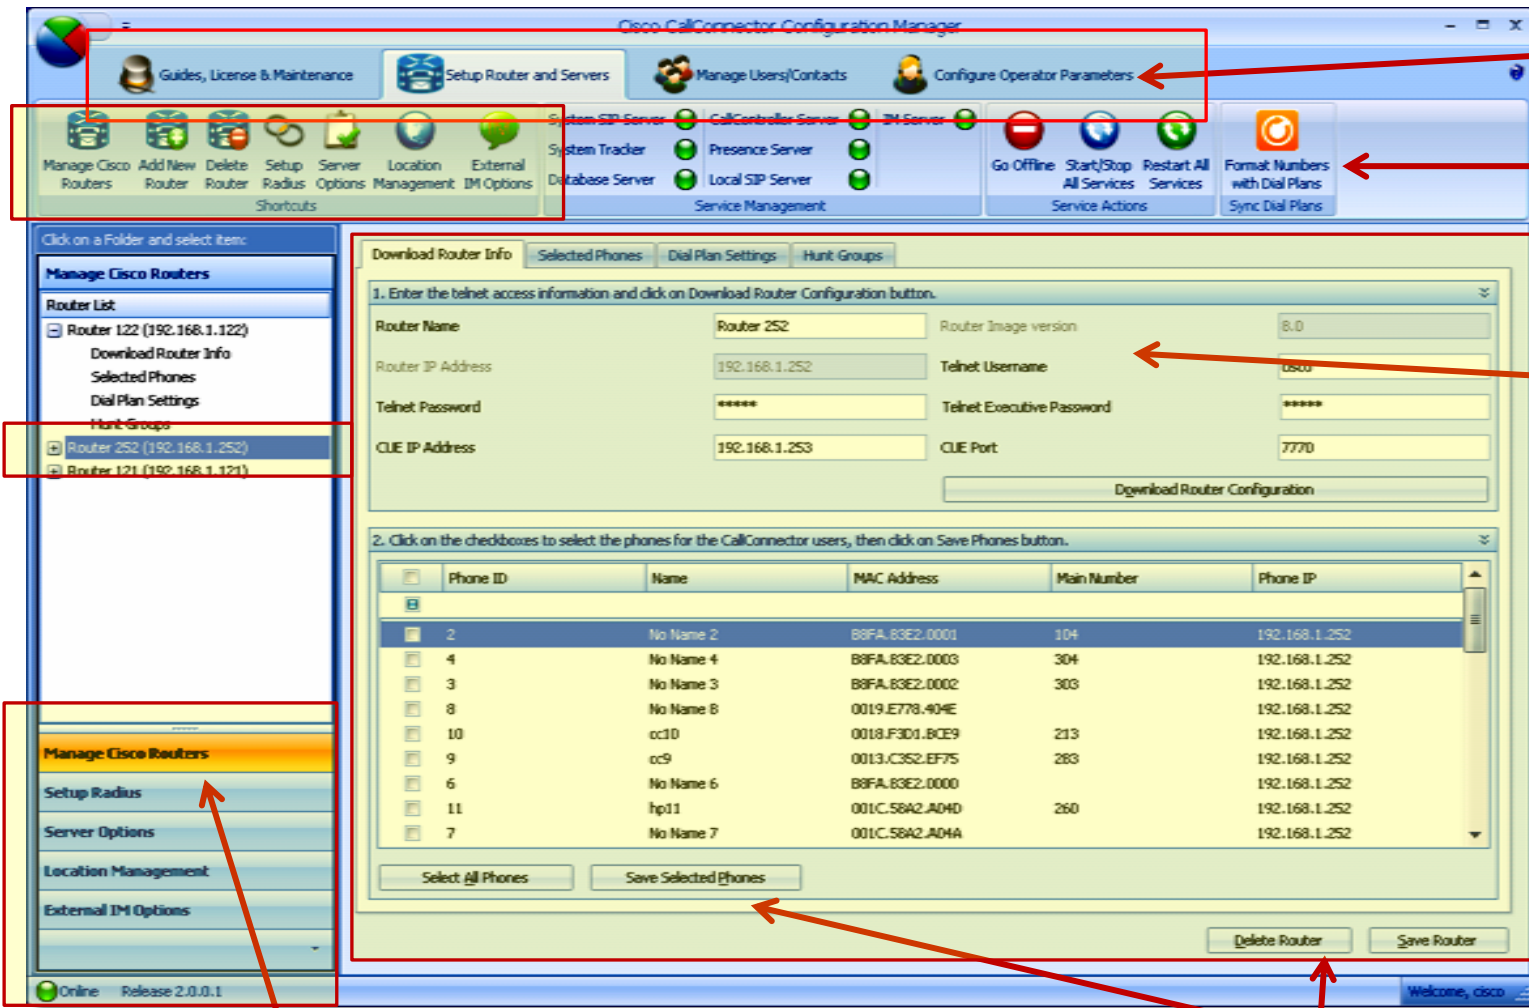 Cisco CallConnector Configuration Manager
Guides, License & Maintenance
Setup Router and Servers
Manage Users/Contacts
Configure Operator Parameters
Manage Cisco Routers
Add New Router
Delete Router
Setup Radius
Server Options
Location Management
External IM Options
Shortcuts
System SIP Server
CallController Server
IM Server
System Tracker
Presence Server
Database Server
Local SIP Server
Service Management
Go Offline
Start/Stop All Services
Restart All Services
Service Actions
Format Numbers with Dial Plans
Sync Dial Plans
Click on a Folder and select item:
Manage Cisco Routers
Router List
Router 122 (192.168.1.122)
Download Router Info
Selected Phones
Dial Plan Settings
Hunt Groups
Router 252 (192.168.1.252)
Router 121 (192.168.1.121)
Manage Cisco Routers
Setup Radius
Server Options
Location Management
External IM Options
Download Router Info
Selected Phones
Dial Plan Settings
Hunt Groups
1. Enter the telnet access information and click on Download Router Configuration button.
Router Name
Router 252
Router Image version
8.0
Router IP Address
192.168.1.252
Telnet Username
cisco
Telnet Password
*****
Telnet Executive Password
*****
CUE IP Address
192.168.1.253
CUE Port
7770
Download Router Configuration
2. Click on the checkboxes to select the phones for the CallConnector users, then click on Save Phones button.
Phone ID Name MAC Address Main Number Phone IP
2 No Name 2 B8FA.83E2.0001 104 192.168.1.252
4 No Name 4 B8FA.83E2.0003 304 192.168.1.252
3 No Name 3 B8FA.83E2.0002 303 192.168.1.252
8 No Name 8 0019.E778.404E 192.168.1.252
10 cc10 0018.F3D1.BCE9 213 192.168.1.252
9 cc9 0013.C352.EF75 283 192.168.1.252
6 No Name 6 B8FA.83E2.0000 192.168.1.252
11 hp11 001C.58A2.A04D 260 192.168.1.252
7 No Name 7 001C.58A2.A04A 192.168.1.252
Select All Phones
Save Selected Phones
Delete Router
Save Router
Online
Release 2.0.0.1
Welcome, cisco